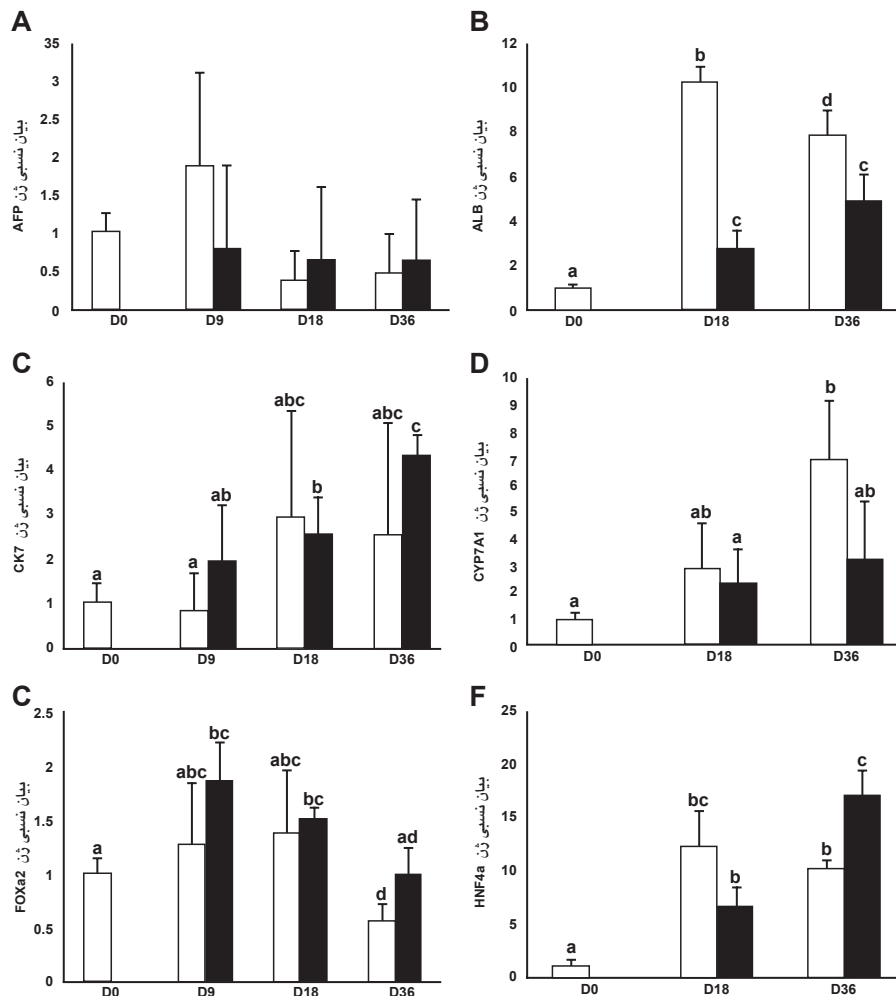 A
35
3
2.5
2
1.5
1
0.5
0
بیان نسبی ژن AFP
D0 D9 D18 D36
B
12
10
8
6
4
2
0
بیان نسبی ژن ALB
a b c d c
D0 D18 D36
C
6
5
4
3
2
1
0
بیان نسبی ژن CK7
a a ab abc b abc c
D0 D9 D18 D36
D
10
9
8
7
6
5
4
3
2
1
0
بیان نسبی ژن CYP7A1
a ab a b ab
D0 D18 D36
C
2.5
2
1.5
1
0.5
0
بیان نسبی ژن FOXa2
a abc bc abc bc d ad
D0 D9 D18 D36
F
25
20
15
10
5
0
بیان نسبی ژن HNF4a
a bc b b c
D0 D18 D36